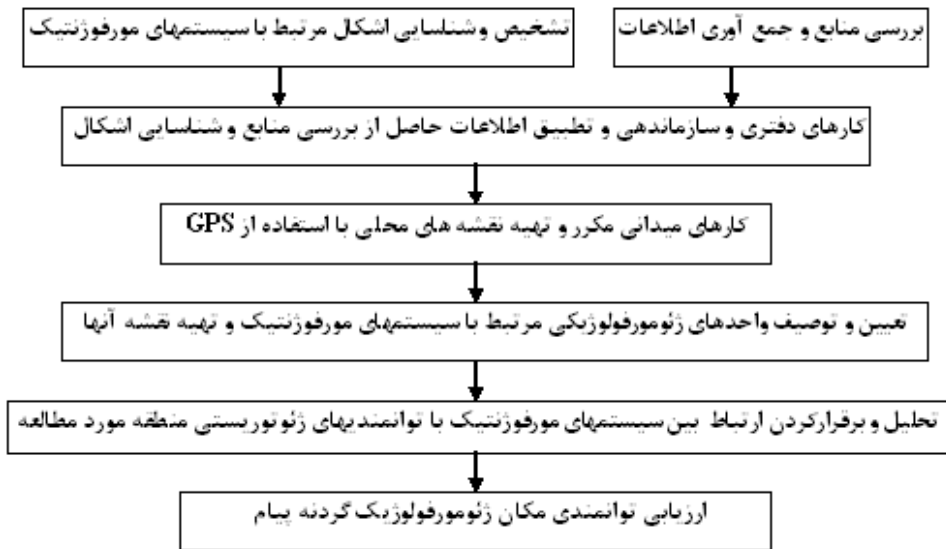 بررسی منابع و جمع آوری اطلاعات
تشخیص و شناسایی اشکال مرتبط با سیستمهای مورفوژنتیک
کارهای دفتری و سازماندهی و تطبیق اطلاعات حاصل از بررسی منابع و شناسایی اشکال
کارهای میدانی مکرر و تهیه نقشه های محلی با استفاده از GPS
تعیین و توصیف واحدهای ژئومورفولوژیکی مرتبط با سیستمهای مورفوژنتیک و تهیه نقشه آنها
تحلیل و برقرارکردن ارتباط بین سیستمهای مورفوژنتیک با توانمندیهای ژئوتوریستی منطقه مورد مطالعه
ارزیابی توانمندی مکان ژئومورفولوژیک گردنه پیام